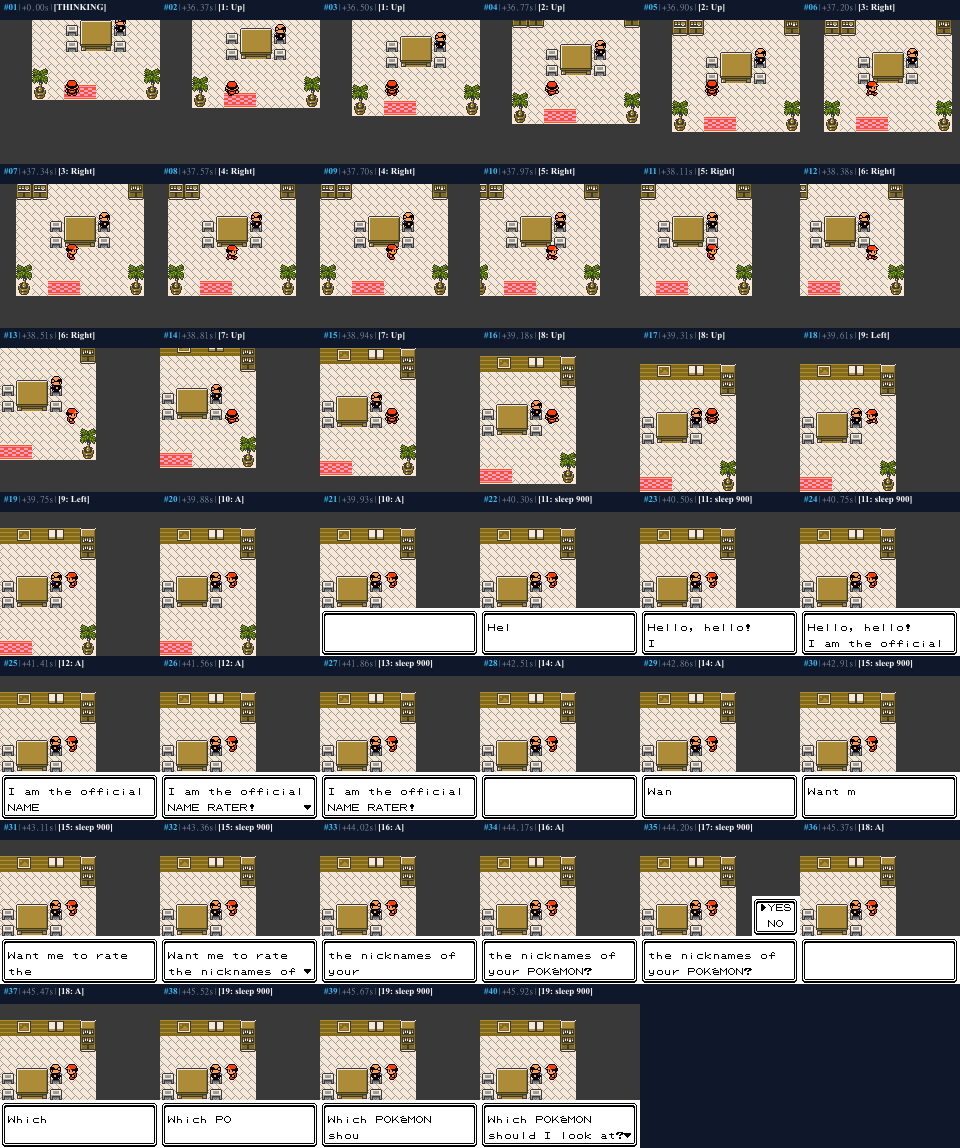 #01 | +0.00s | [THINKING]
#02 | +36.37s | [1: Up]
#03 | +36.50s | [1: Up]
#04 | +36.77s | [2: Up]
#05 | +36.90s | [2: Up]
#06 | +37.20s | [3: Right]
#07 | +37.34s | [3: Right]
#08 | +37.57s | [4: Right]
#09 | +37.70s | [4: Right]
#10 | +37.97s | [5: Right]
#11 | +38.11s | [5: Right]
#12 | +38.38s | [6: Right]
#13 | +38.51s | [6: Right]
#14 | +38.81s | [7: Up]
#15 | +38.94s | [7: Up]
#16 | +39.18s | [8: Up]
#17 | +39.31s | [8: Up]
#18 | +39.61s | [9: Left]
#19 | +39.75s | [9: Left]
#20 | +39.88s | [10: A]
#21 | +39.93s | [10: A]
#22 | +40.30s | [11: sleep 900]
Hel
#23 | +40.50s | [11: sleep 900]
Hello, hello!
I
#24 | +40.75s | [11: sleep 900]
Hello, hello!
I am the official
#25 | +41.41s | [12: A]
I am the official
NAME
#26 | +41.56s | [12: A]
I am the official
NAME RATER!
#27 | +41.86s | [13: sleep 900]
I am the official
NAME RATER!
#28 | +42.51s | [14: A]
#29 | +42.86s | [14: A]
Wan
#30 | +42.91s | [15: sleep 900]
Want m
#31 | +43.11s | [15: sleep 900]
Want me to rate
the
#32 | +43.36s | [15: sleep 900]
Want me to rate
the nicknames of
#33 | +44.02s | [16: A]
the nicknames of
your
#34 | +44.17s | [16: A]
the nicknames of
your POKéMON?
#35 | +44.20s | [17: sleep 900]
YES
NO
the nicknames of
your POKéMON?
#36 | +45.37s | [18: A]
#37 | +45.47s | [18: A]
Which
#38 | +45.52s | [19: sleep 900]
Which PO
#39 | +45.67s | [19: sleep 900]
Which POKéMON
shou
#40 | +45.92s | [19: sleep 900]
Which POKéMON
should I look at?